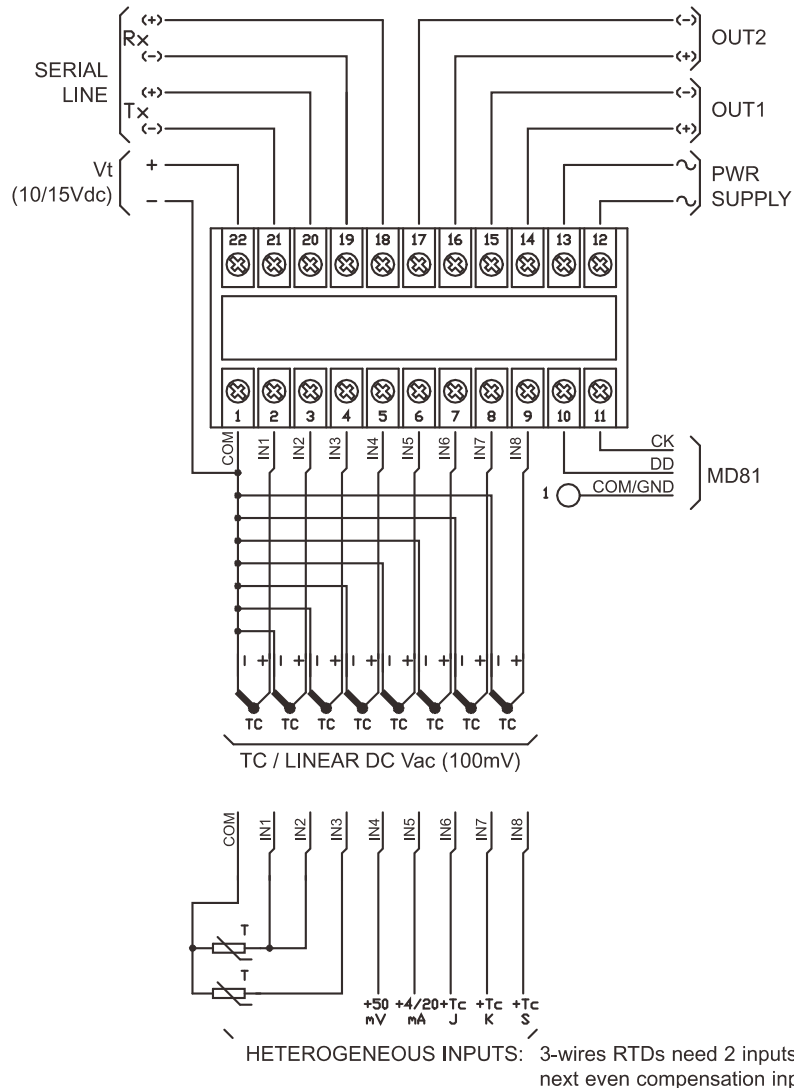 (+)
Rx
(-)
SERIAL
LINE
(+)
Tx
(-)
Vt
(10/15Vdc)
+
-
(-)
OUT2
(+)
(-)
OUT1
(+)
PWR
SUPPLY
22 21 20 19 18 17 16 15 14 13 12
1 2 3 4 5 6 7 8 9 10 11
COM IN1 IN2 IN3 IN4 IN5 IN6 IN7 IN8
CK
DD
1 COM/GND
MD81
- + - + - + - + - + - + - + - +
TC TC TC TC TC TC TC TC
TC / LINEAR DC Vac (100mV)
COM IN1 IN2 IN3 IN4 IN5 IN6 IN7 IN8
T
T
+50 +4/20 +Tc +Tc +Tc
mV mA J K S
HETEROGENEOUS INPUTS: 3-wires RTDs need 2 inputs
next even compensation inp